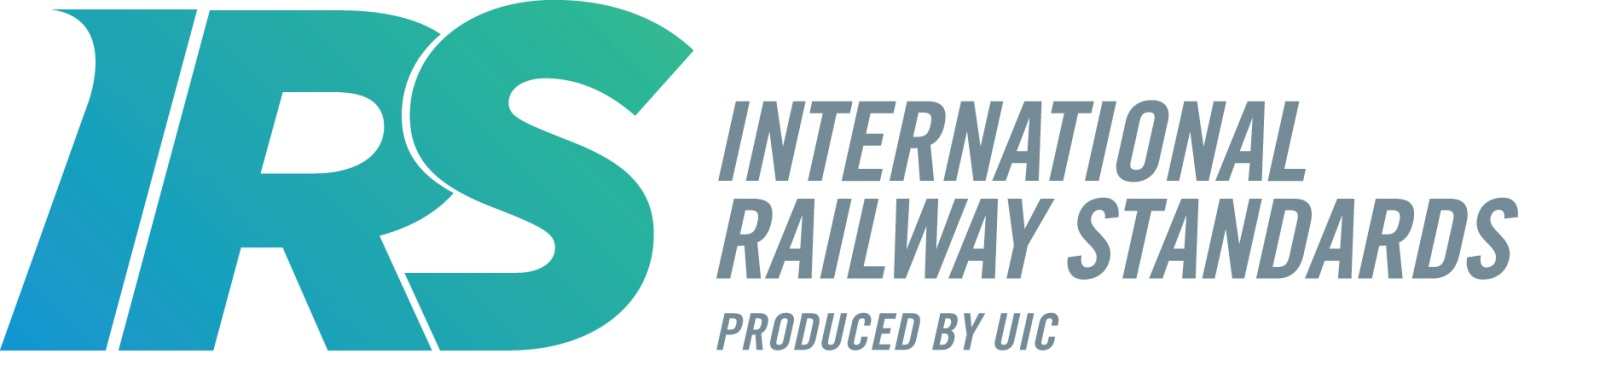 IRS
INTERNATIONAL
RAILWAY STANDARDS
PRODUCED BY UIC